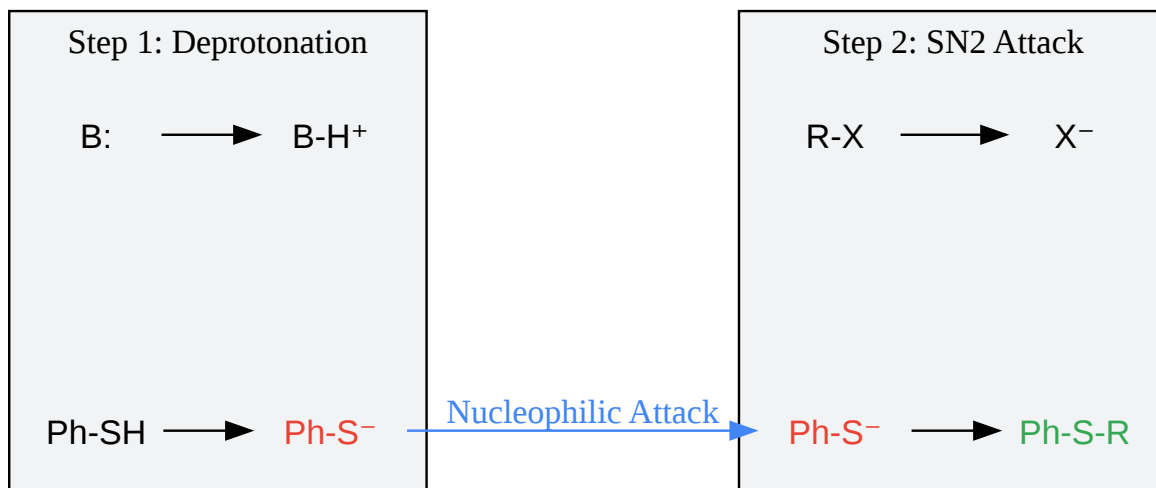 Step 1: Deprotonation
B:
B-H⁺
Ph-SH
Ph-S⁻
Nucleophilic Attack
Step 2: SN2 Attack
R-X
X⁻
Ph-S⁻
Ph-S-R